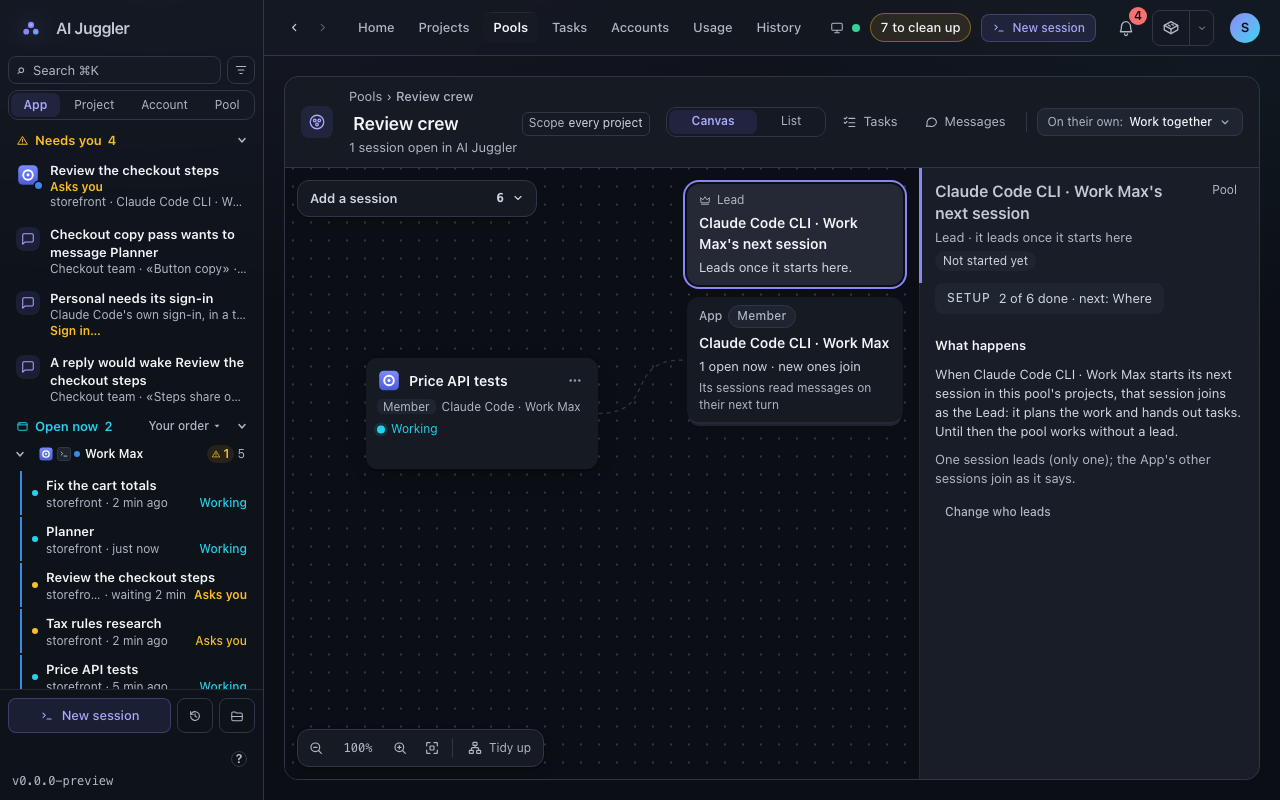 AI Juggler
Search ⌘K
App Project Account Pool
Needs you 4
Review the checkout steps
Asks you
storefront · Claude Code CLI · W...
Checkout copy pass wants to
message Planner
Checkout team · «Button copy» ·...
Personal needs its sign-in
Claude Code's own sign-in, in a t...
Sign in...
A reply would wake Review the
checkout steps
Checkout team · «Steps share o...
Open now 2 Your order
Work Max 1 5
Fix the cart totals
storefront · 2 min ago Working
Planner
storefront · just now Working
Review the checkout steps
storefro... · waiting 2 min Asks you
Tax rules research
storefront · 2 min ago Asks you
Price API tests
storefront · 5 min ago Working
New session
?
v0.0.0-preview
Home Projects Pools Tasks Accounts Usage History
7 to clean up
New session
4
S
Pools › Review crew
Review crew
1 session open in AI Juggler
Scope every project
Canvas List
Tasks Messages
On their own: Work together
Add a session 6
Lead
Claude Code CLI · Work
Max's next session
Leads once it starts here.
App Member
Claude Code CLI · Work Max
1 open now · new ones join
Its sessions read messages on
their next turn
Price API tests
Member Claude Code · Work Max
Working
100% Tidy up
Claude Code CLI · Work Max's
next session
Pool
Lead · it leads once it starts here
Not started yet
SETUP 2 of 6 done · next: Where
What happens
When Claude Code CLI · Work Max starts its next
session in this pool's projects, that session joins
as the Lead: it plans the work and hands out tasks.
Until then the pool works without a lead.
One session leads (only one); the App's other
sessions join as it says.
Change who leads